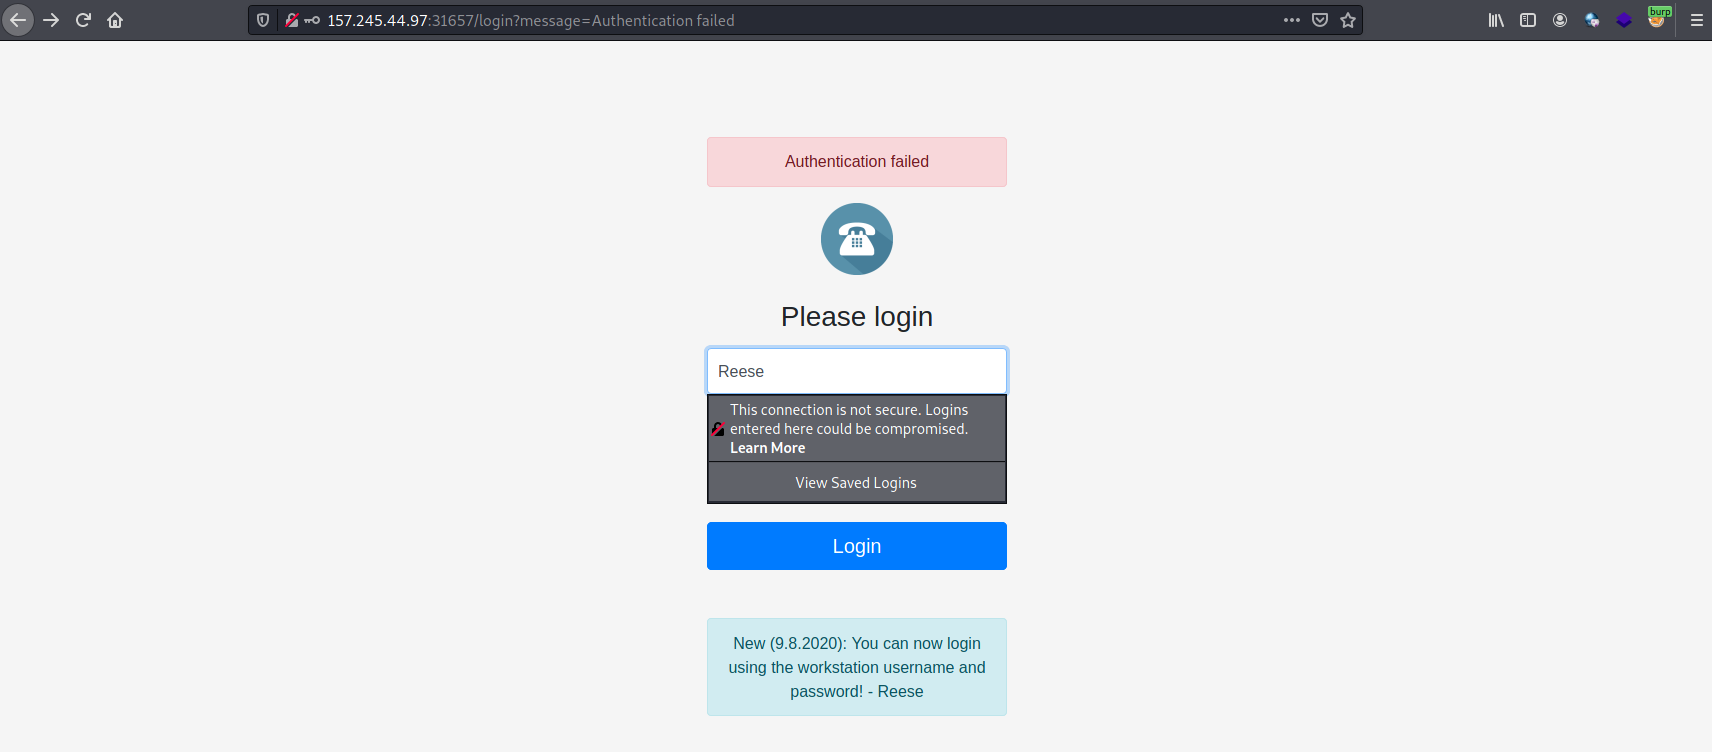 157.245.44.97:31657/login?message=Authentication failed
burp
Authentication failed
Please login
Reese
This connection is not secure. Logins
entered here could be compromised.
Learn More
View Saved Logins
Login
New (9.8.2020): You can now login
using the workstation username and
password! - Reese